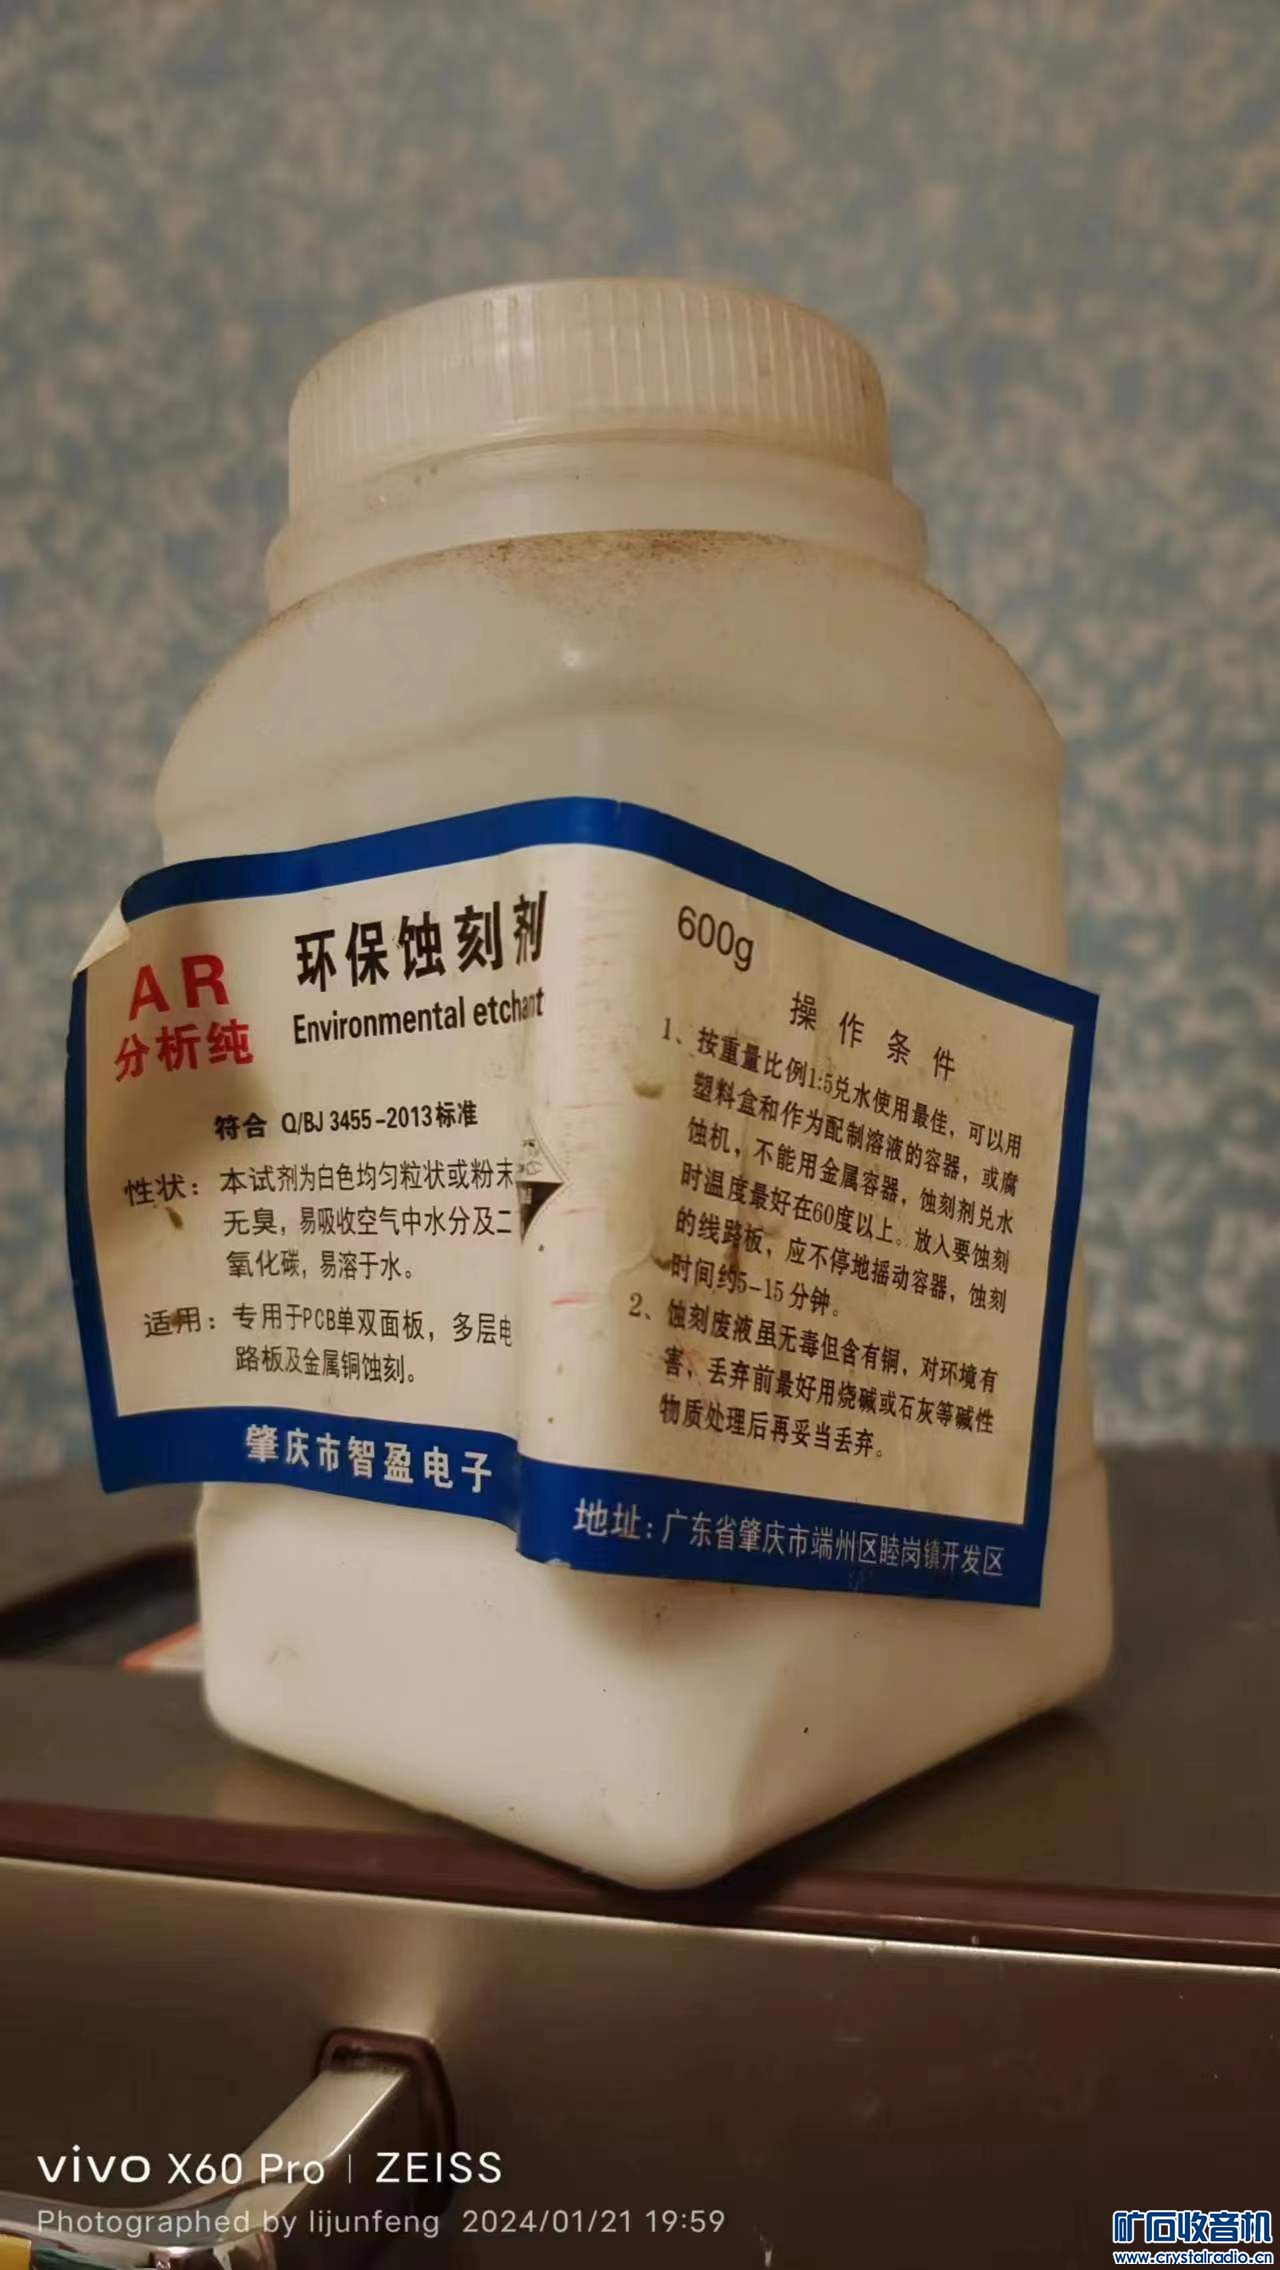 AR
分析纯
环保蚀刻剂
Environmental etchant
符合 Q/BJ 3455-2013标准
性状：本试剂为白色均匀粒状或粉末
无臭，易吸收空气中水分及二
氧化碳，易溶于水。
适用：专用于PCB单双面板，多层电
路板及金属铜蚀刻。
肇庆市智盈电子
600g
操作条件
1、按重量比例1:5兑水使用最佳，可以用
塑料盒和作为配制溶液的容器，或腐
蚀机，不能用金属容器，蚀刻剂兑水
时温度最好在60度以上。放入要蚀刻
的线路板，应不停地摇动容器，蚀刻
时间约5-15分钟。
2、蚀刻废液虽无毒但含有铜，对环境有
害，丢弃前最好用烧碱或石灰等碱性
物质处理后再妥当丢弃。
地址：广东省肇庆市端州区睦岗镇开发区
vivo X60 Pro | ZEISS
Photographed by lijunfeng 2024/01/21 19:59
矿石收音机
www.crystalradio.cn